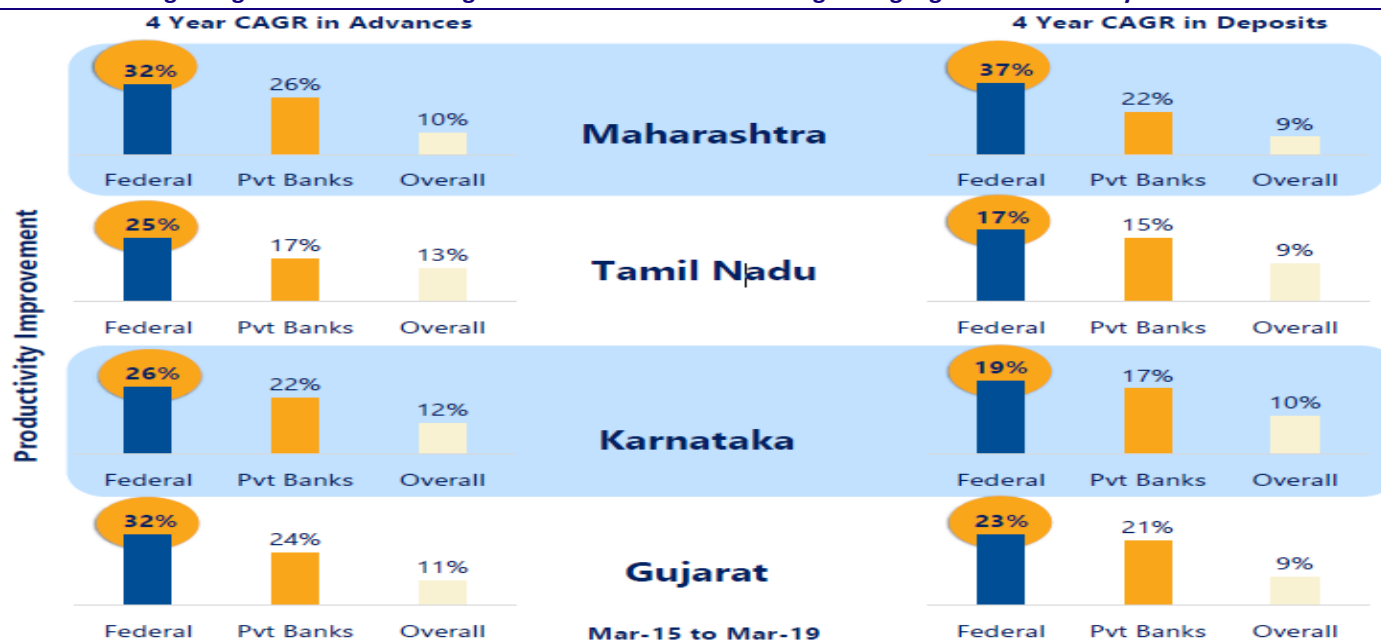 4 Year CAGR in Advances
4 Year CAGR in Deposits
Productivity Improvement
32%
26%
10%
Federal Pvt Banks Overall
Maharashtra
37%
22%
9%
Federal Pvt Banks Overall
25%
17%
13%
Federal Pvt Banks Overall
Tamil Nadu
17%
15%
9%
Federal Pvt Banks Overall
26%
22%
12%
Federal Pvt Banks Overall
Karnataka
19%
17%
10%
Federal Pvt Banks Overall
32%
24%
11%
Federal Pvt Banks Overall
Gujarat
Mar-15 to Mar-19
23%
21%
9%
Federal Pvt Banks Overall